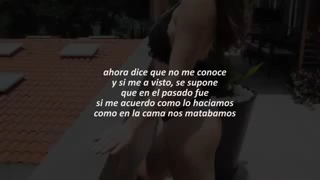 ahora dice que no me conoce
y si me a visto, se supone
que en el pasado fue
si me acuerdo como lo haciamos
como en la cama nos matabamos